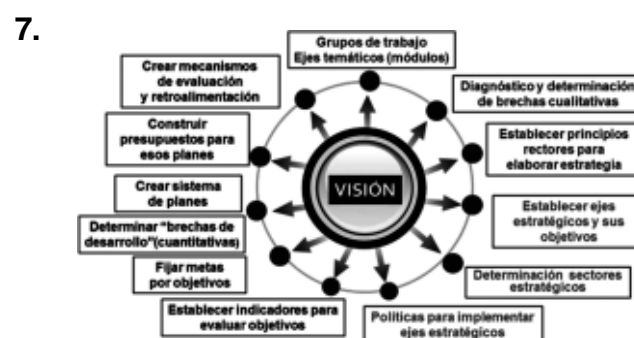 7.
Grupos de trabajo
Ejes temáticos (módulos)
Diagnóstico y determinación
de brechas cualitativas
Establecer principios
rectores para
elaborar estrategia
Establecer ejes
estratégicos y sus
objetivos
Determinación sectores
estratégicos
Políticas para implementar
ejes estratégicos
Establecer indicadores para
evaluar objetivos
Fijar metas
por objetivos
Determinar "brechas de
desarrollo"(cuantitativas)
Crear sistema
de planes
Construir
presupuestos para
esos planes
Crear mecanismos
de evaluación
y retroalimentación
VISIÓN